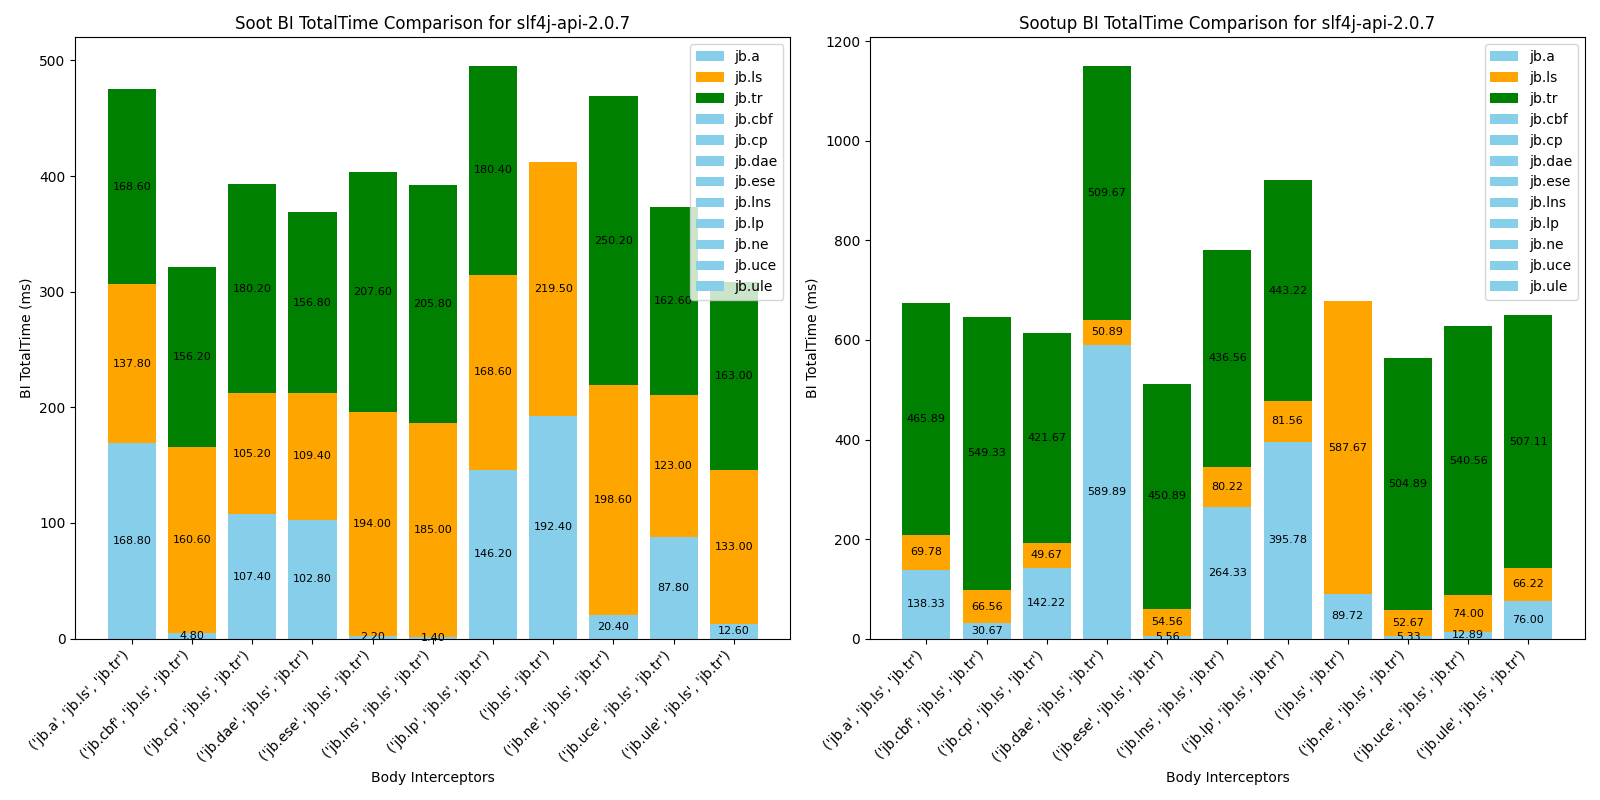 Soot BI TotalTime Comparison for slf4j-api-2.0.7
BI TotalTime (ms)
500
400
300
200
100
0
168.60
137.80
168.80
156.20
160.60
4.80
180.20
105.20
107.40
156.80
109.40
102.80
207.60
194.00
2.20
205.80
185.00
1.40
180.40
168.60
146.20
219.50
192.40
250.20
198.60
20.40
162.60
123.00
87.80
163.00
133.00
12.60
jb.a
jb.ls
jb.tr
jb.cbf
jb.cp
jb.dae
jb.ese
jb.lns
jb.lp
jb.ne
jb.uce
jb.ule
('jb.a', 'jb.ls', 'jb.tr')
('jb.cbf', 'jb.ls', 'jb.tr')
('jb.cp', 'jb.ls', 'jb.tr')
('jb.dae', 'jb.ls', 'jb.tr')
('jb.ese', 'jb.ls', 'jb.tr')
('jb.lns', 'jb.ls', 'jb.tr')
('jb.lp', 'jb.ls', 'jb.tr')
('jb.ls', 'jb.tr')
('jb.ne', 'jb.ls', 'jb.tr')
('jb.uce', 'jb.ls', 'jb.tr')
('jb.ule', 'jb.ls', 'jb.tr')
Body Interceptors
Sootup BI TotalTime Comparison for slf4j-api-2.0.7
BI TotalTime (ms)
1200
1000
800
600
400
200
0
465.89
69.78
138.33
549.33
66.56
30.67
421.67
49.67
142.22
509.67
50.89
589.89
450.89
54.56
5.56
436.56
80.22
264.33
443.22
81.56
395.78
587.67
89.72
504.89
52.67
5.33
540.56
74.00
12.89
507.11
66.22
76.00
jb.a
jb.ls
jb.tr
jb.cbf
jb.cp
jb.dae
jb.ese
jb.lns
jb.lp
jb.ne
jb.uce
jb.ule
('jb.a', 'jb.ls', 'jb.tr')
('jb.cbf', 'jb.ls', 'jb.tr')
('jb.cp', 'jb.ls', 'jb.tr')
('jb.dae', 'jb.ls', 'jb.tr')
('jb.ese', 'jb.ls', 'jb.tr')
('jb.lns', 'jb.ls', 'jb.tr')
('jb.lp', 'jb.ls', 'jb.tr')
('jb.ls', 'jb.tr')
('jb.ne', 'jb.ls', 'jb.tr')
('jb.uce', 'jb.ls', 'jb.tr')
('jb.ule', 'jb.ls', 'jb.tr')
Body Interceptors